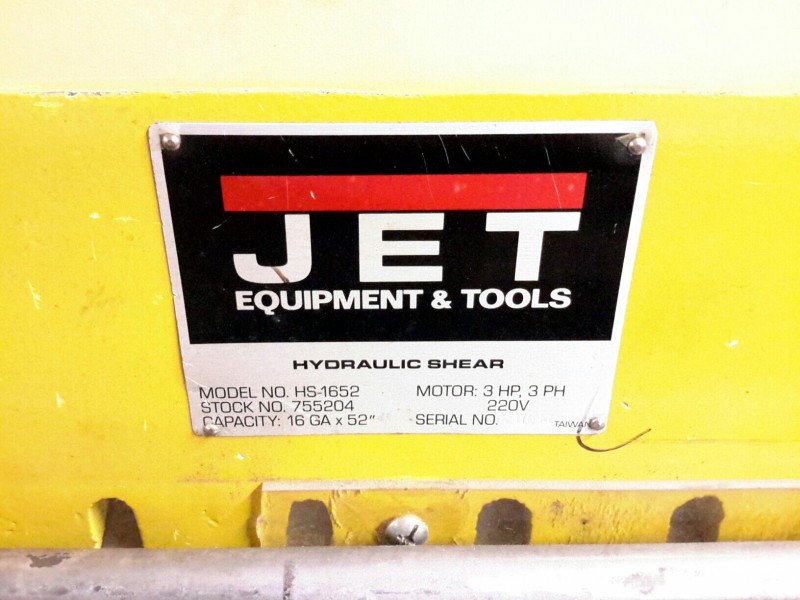 JET
EQUIPMENT & TOOLS
HYDRAULIC SHEAR
MODEL NO. HS-1652 MOTOR: 3 HP, 3 PH
STOCK NO. 755204 220V
CAPACITY: 16 GA x 52" SERIAL NO.
TAIWAN